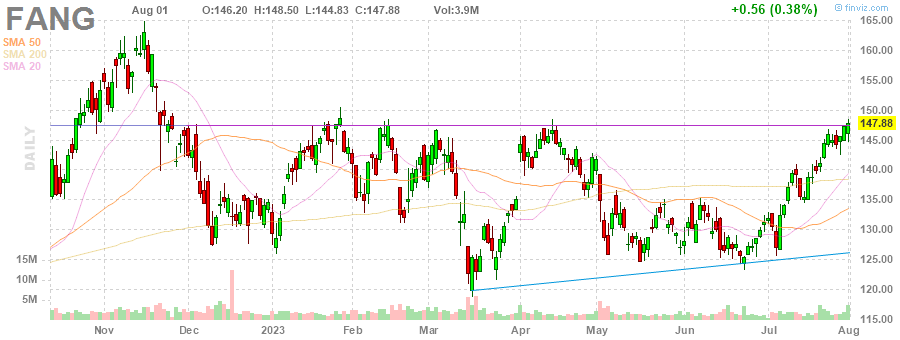 FANG Aug 01 O:146.20 H:148.50 L:144.83 C:147.88 Vol:3.9M +0.56 (0.38%) @ finviz.com
SMA 50
SMA 200
SMA 20
DAILY
165.00
160.00
155.00
150.00
147.88
145.00
140.00
135.00
130.00
125.00
120.00
115.00
15M
10M
5M
Nov Dec 2023 Feb Mar Apr May Jun Jul Aug